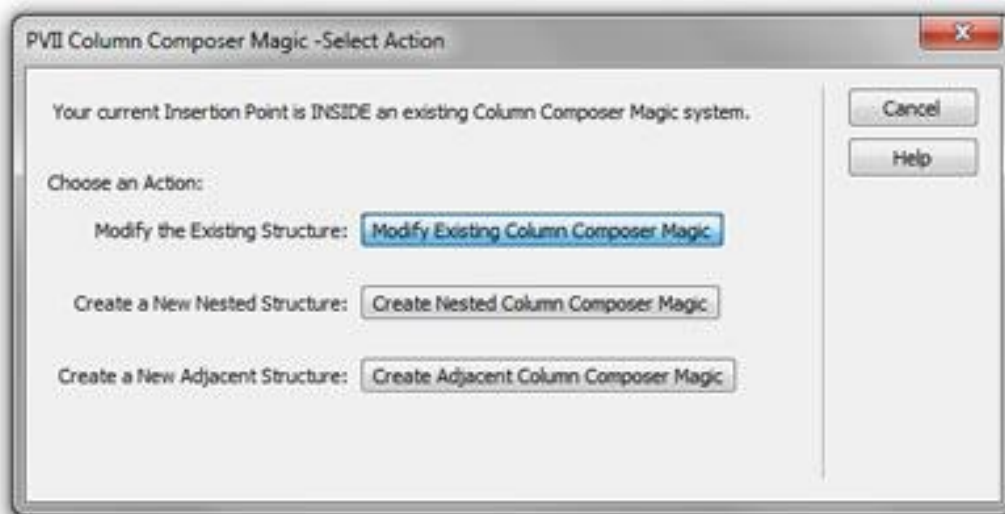 PVII Column Composer Magic -Select Action
Your current Insertion Point is INSIDE an existing Column Composer Magic system.
Cancel
Help
Choose an Action:
Modify the Existing Structure: Modify Existing Column Composer Magic
Create a New Nested Structure: Create Nested Column Composer Magic
Create a New Adjacent Structure: Create Adjacent Column Composer Magic